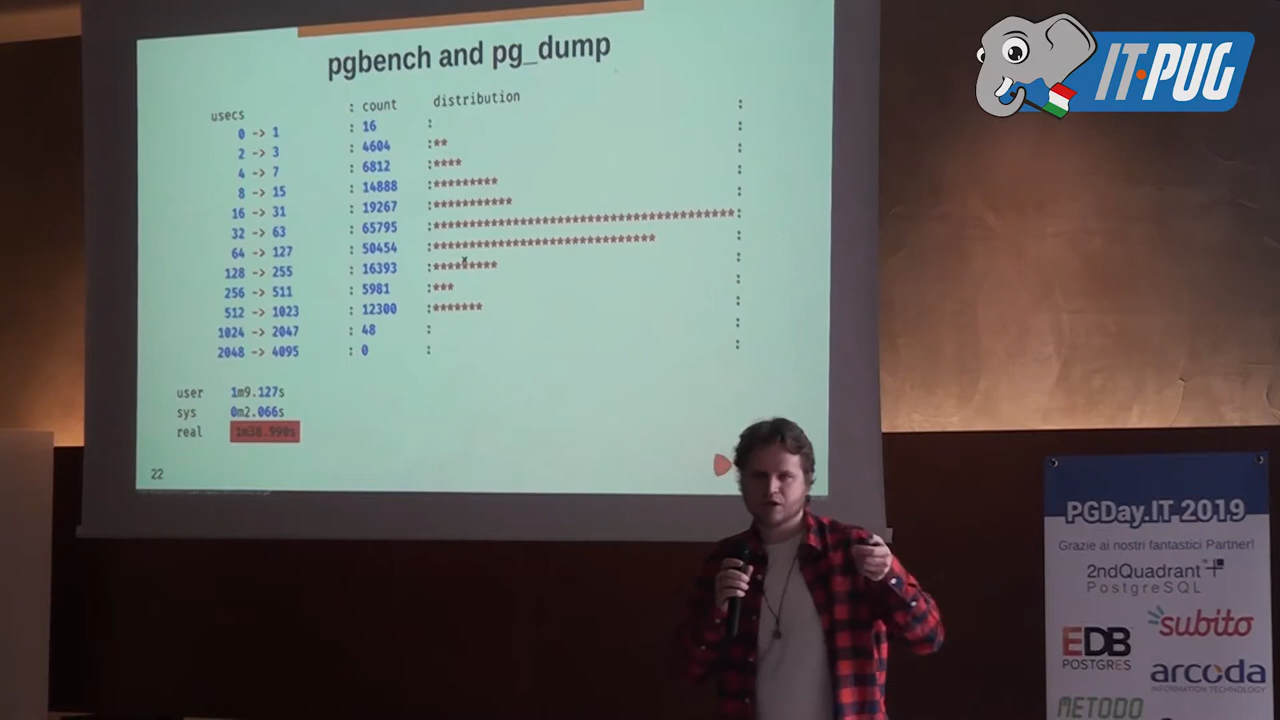 pgbench and pg_dump
usecs : count distribution :
0 -> 1 : 16 : :
2 -> 3 : 4604 :** :
4 -> 7 : 6812 :**** :
8 -> 15 : 14888 :********* :
16 -> 31 : 19267 :*********** :
32 -> 63 : 65795 :******************************************:
64 -> 127 : 50454 :******************************* :
128 -> 255 : 16393 :********* :
256 -> 511 : 5981 :*** :
512 -> 1023 : 12300 :******* :
1024 -> 2047 : 48 : :
2048 -> 4095 : 0 : :
user 1m9.127s
sys 0m2.066s
real 1m38.990s
22
IT·PUG
PGDay.IT 2019
Grazie ai nostri fantastici Partner!
2ndQuadrant
PostgreSQL
subito
EDB
POSTGRES
arcoda
INFORMATION TECHNOLOGY
METODO